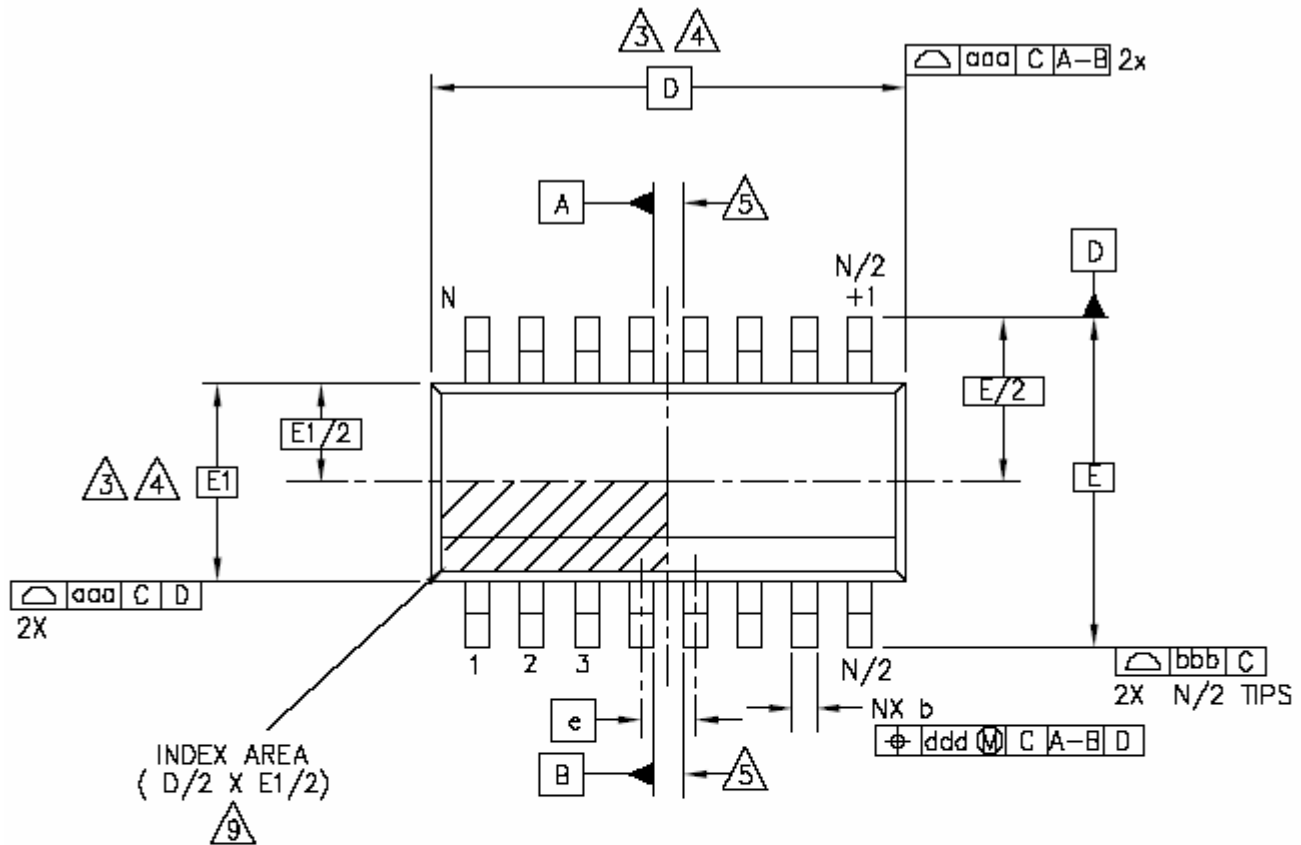 3 4
D
aaa C A-B 2x
A
5
D
N
N/2
+1
E/2
E1/2
3 4
E1
E
aaa C D
2X
1 2 3
N/2
bbb C
2X N/2 TIPS
e
NX b
⌖ ddd Ⓜ C A-B D
B
5
INDEX AREA
( D/2 X E1/2)
9